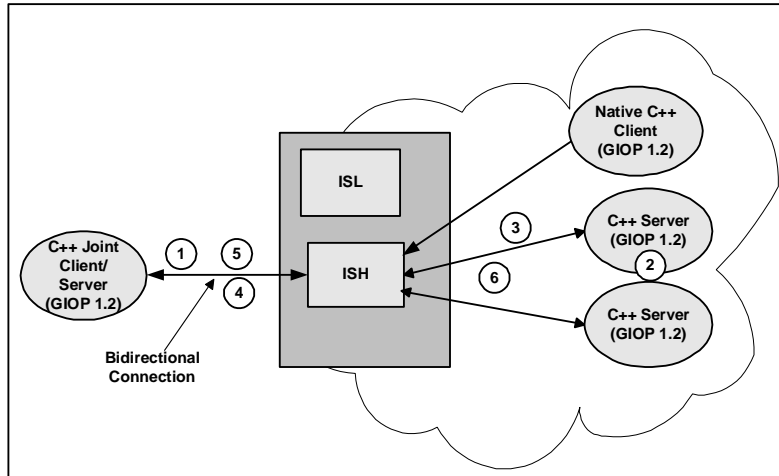 Native C++
Client
(GIOP 1.2)
ISL
C++ Server
(GIOP 1.2)
3
C++ Joint
Client/
Server
(GIOP 1.2)
1
5
4
ISH
2
6
C++ Server
(GIOP 1.2)
Bidirectional
Connection